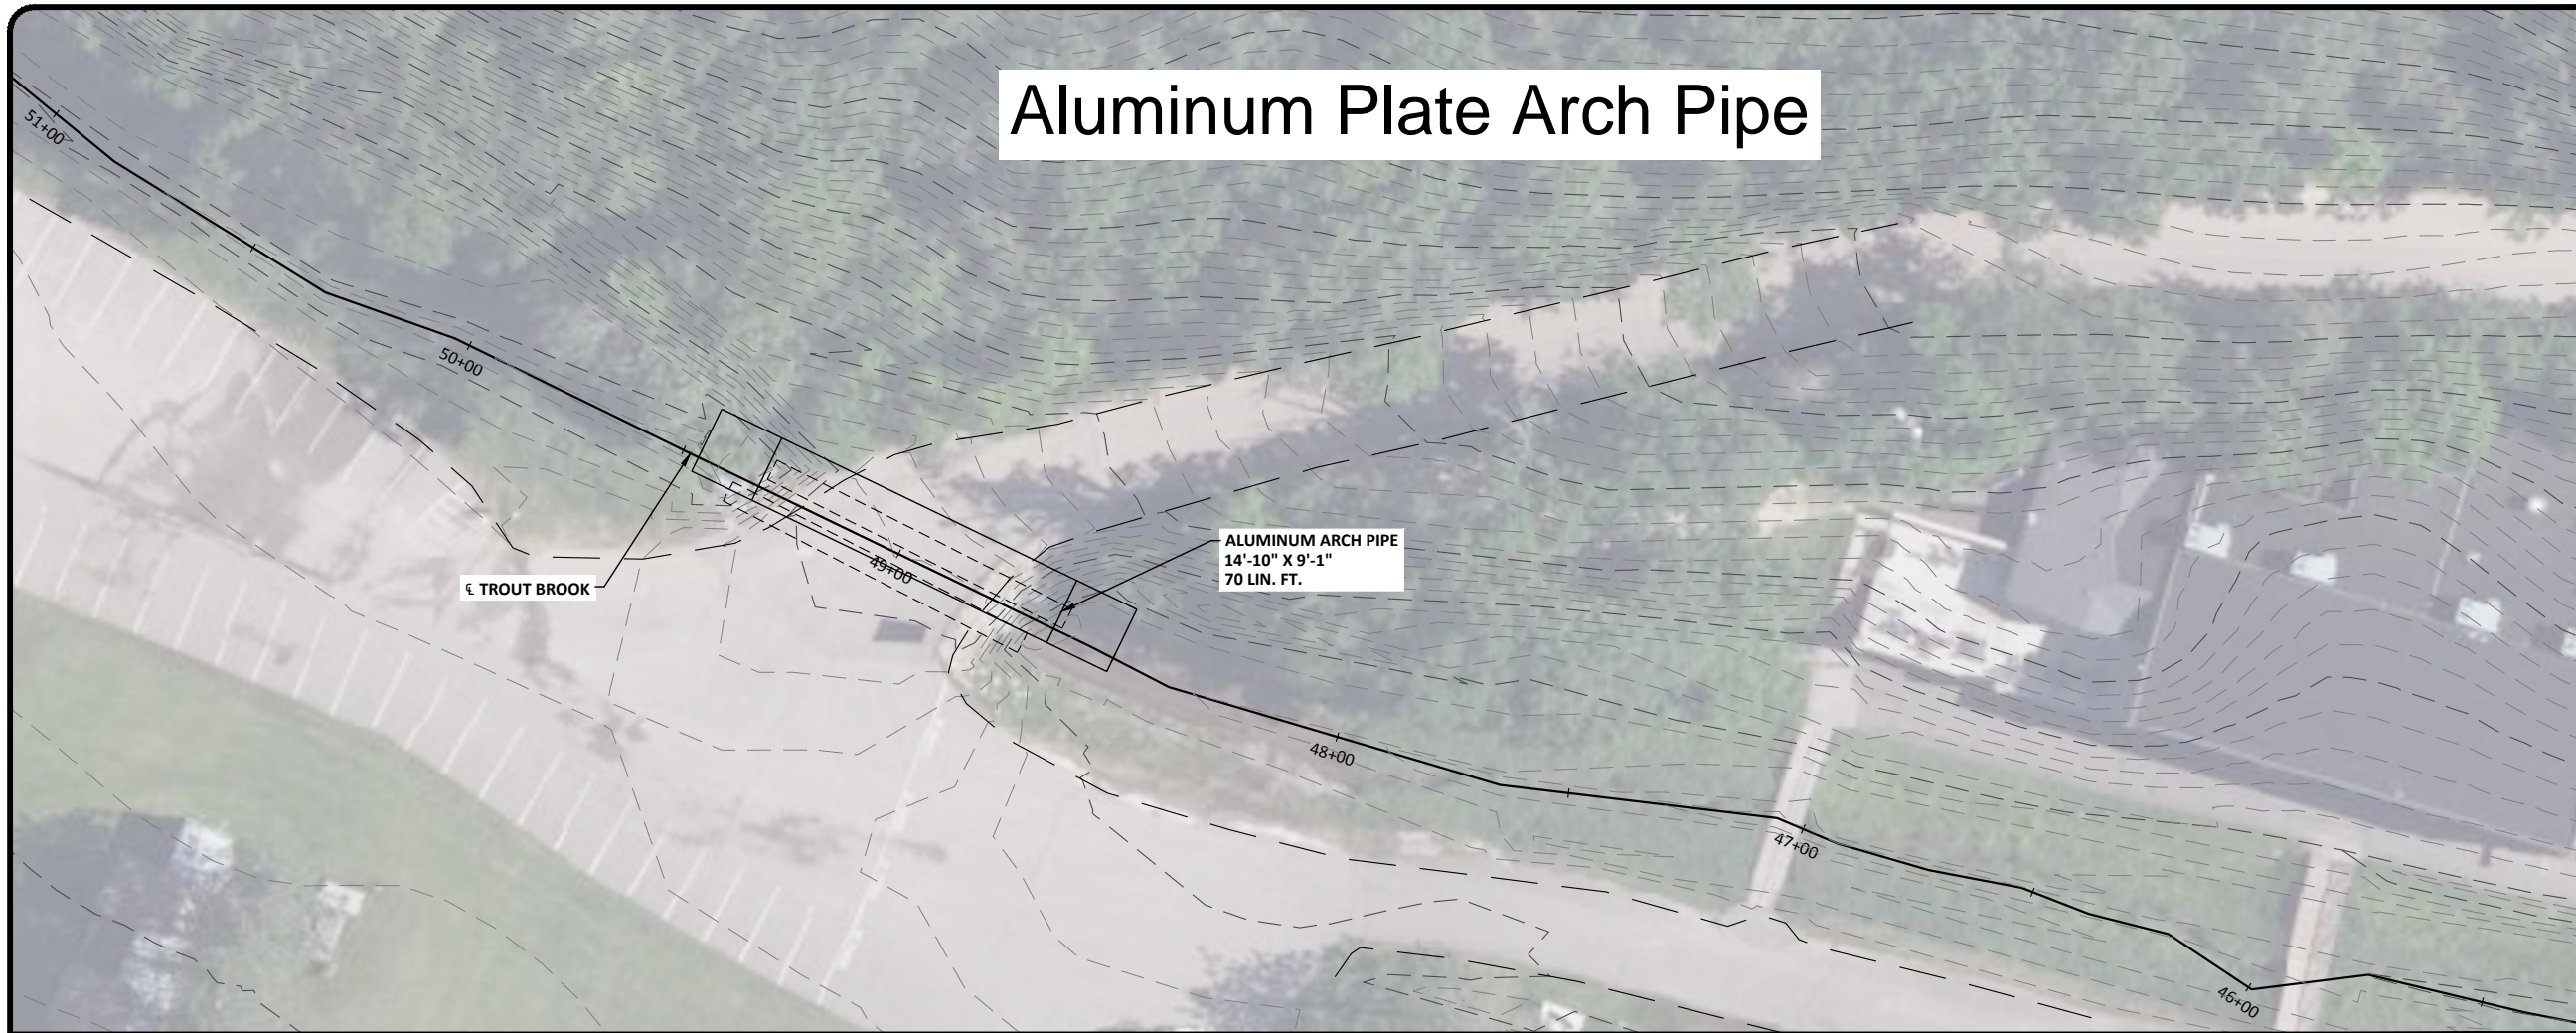 Aluminum Plate Arch Pipe
51+00
50+00
49+00
ALUMINUM ARCH PIPE
14'-10" X 9'-1"
70 LIN. FT.
℄ TROUT BROOK
48+00
47+00
46+00